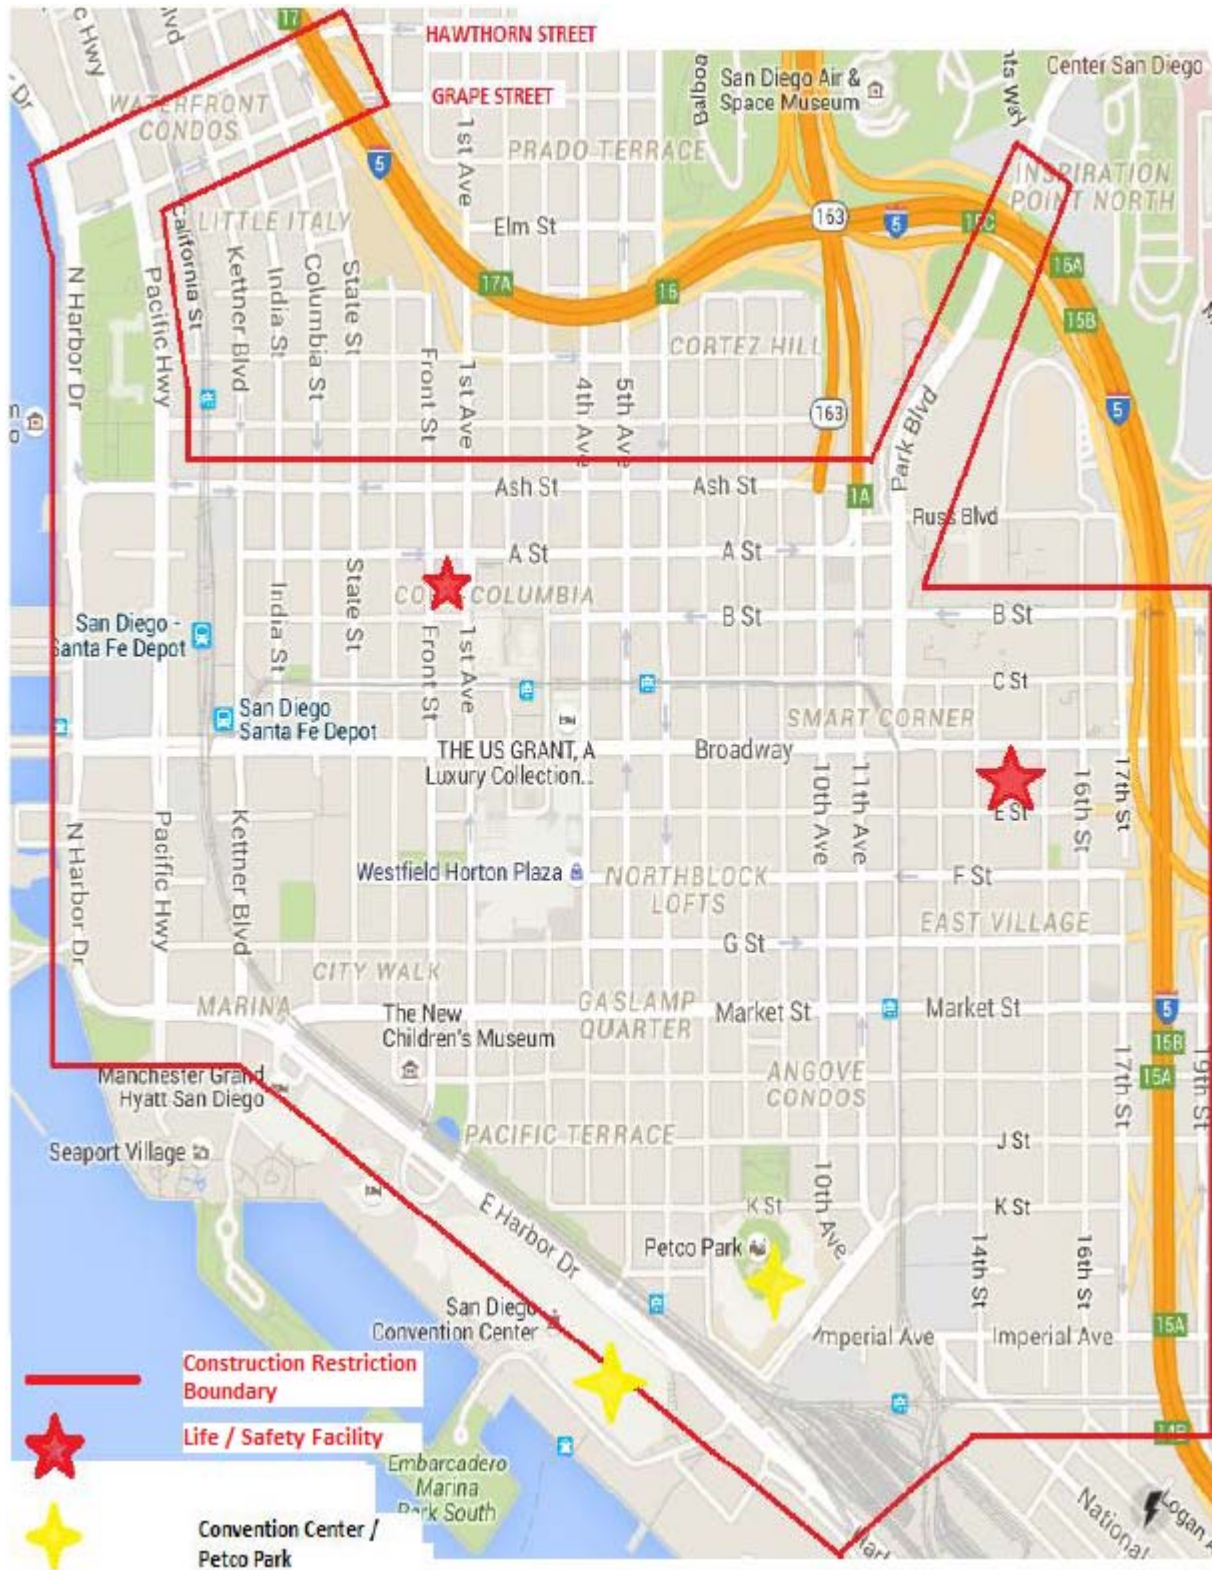 17
HAWTHORN STREET
GRAPE STREET
c Hwy
Blvd
Dr
WATERFRONT
CONDOS
5
1st Ave
PRADO TERRACE
Balboa
San Diego Air &
Space Museum
nts Way
Center San Diego
INSPIRATION
POINT NORTH
LITTLE ITALY
Elm St
163
5
15C
16A
17A
16
15B
California St
N Harbor Dr
Pacific Hwy
Kettner Blvd
India St
Columbia St
State St
Front St
1st Ave
4th Ave
5th Ave
CORTEZ HILL
163
Park Blvd
5
Ash St
Ash St
1A
Russ Blvd
A St
A St
COLUMBIA
B St
B St
San Diego -
Santa Fe Depot
India St
State St
Front St
1st Ave
C St
San Diego
Santa Fe Depot
SMART CORNER
THE US GRANT, A
Luxury Collection...
Broadway
10th Ave
11th Ave
16th St
17th St
E St
N Harbor Dr
Pacific Hwy
Kettner Blvd
Westfield Horton Plaza
NORTHBLOCK
LOFTS
F St
EAST VILLAGE
G St
CITY WALK
MARINA
The New
Children's Museum
GASLAMP
QUARTER
Market St
Market St
5
15B
15A
17th St
19th St
Manchester Grand
Hyatt San Diego
ANGOVE
CONDOS
Seaport Village
PACIFIC TERRACE
J St
K St
10th Ave
K St
E Harbor Dr
Petco Park
14th St
16th St
San Diego
Convention Center
Imperial Ave
Imperial Ave
15A
Construction Restriction
Boundary
Life / Safety Facility
14B
Embarcadero
Marina
Park South
National
Logan A
Harb
Convention Center /
Petco Park